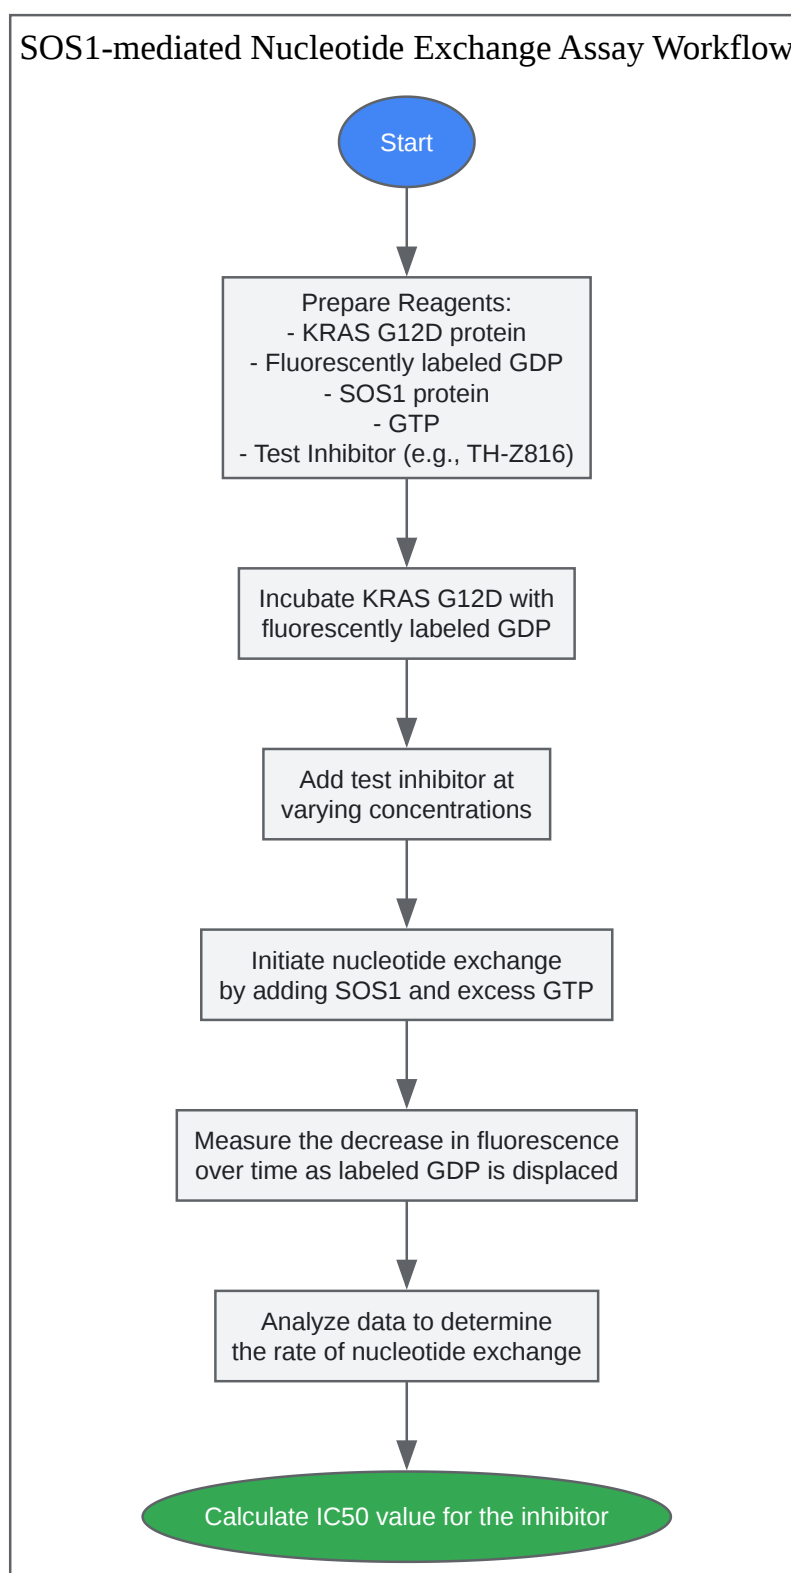 SOS1-mediated Nucleotide Exchange Assay Workflow
Start
Prepare Reagents:
- KRAS G12D protein
- Fluorescently labeled GDP
- SOS1 protein
- GTP
- Test Inhibitor (e.g., TH-Z816)
Incubate KRAS G12D with
fluorescently labeled GDP
Add test inhibitor at
varying concentrations
Initiate nucleotide exchange
by adding SOS1 and excess GTP
Measure the decrease in fluorescence
over time as labeled GDP is displaced
Analyze data to determine
the rate of nucleotide exchange
Calculate IC50 value for the inhibitor